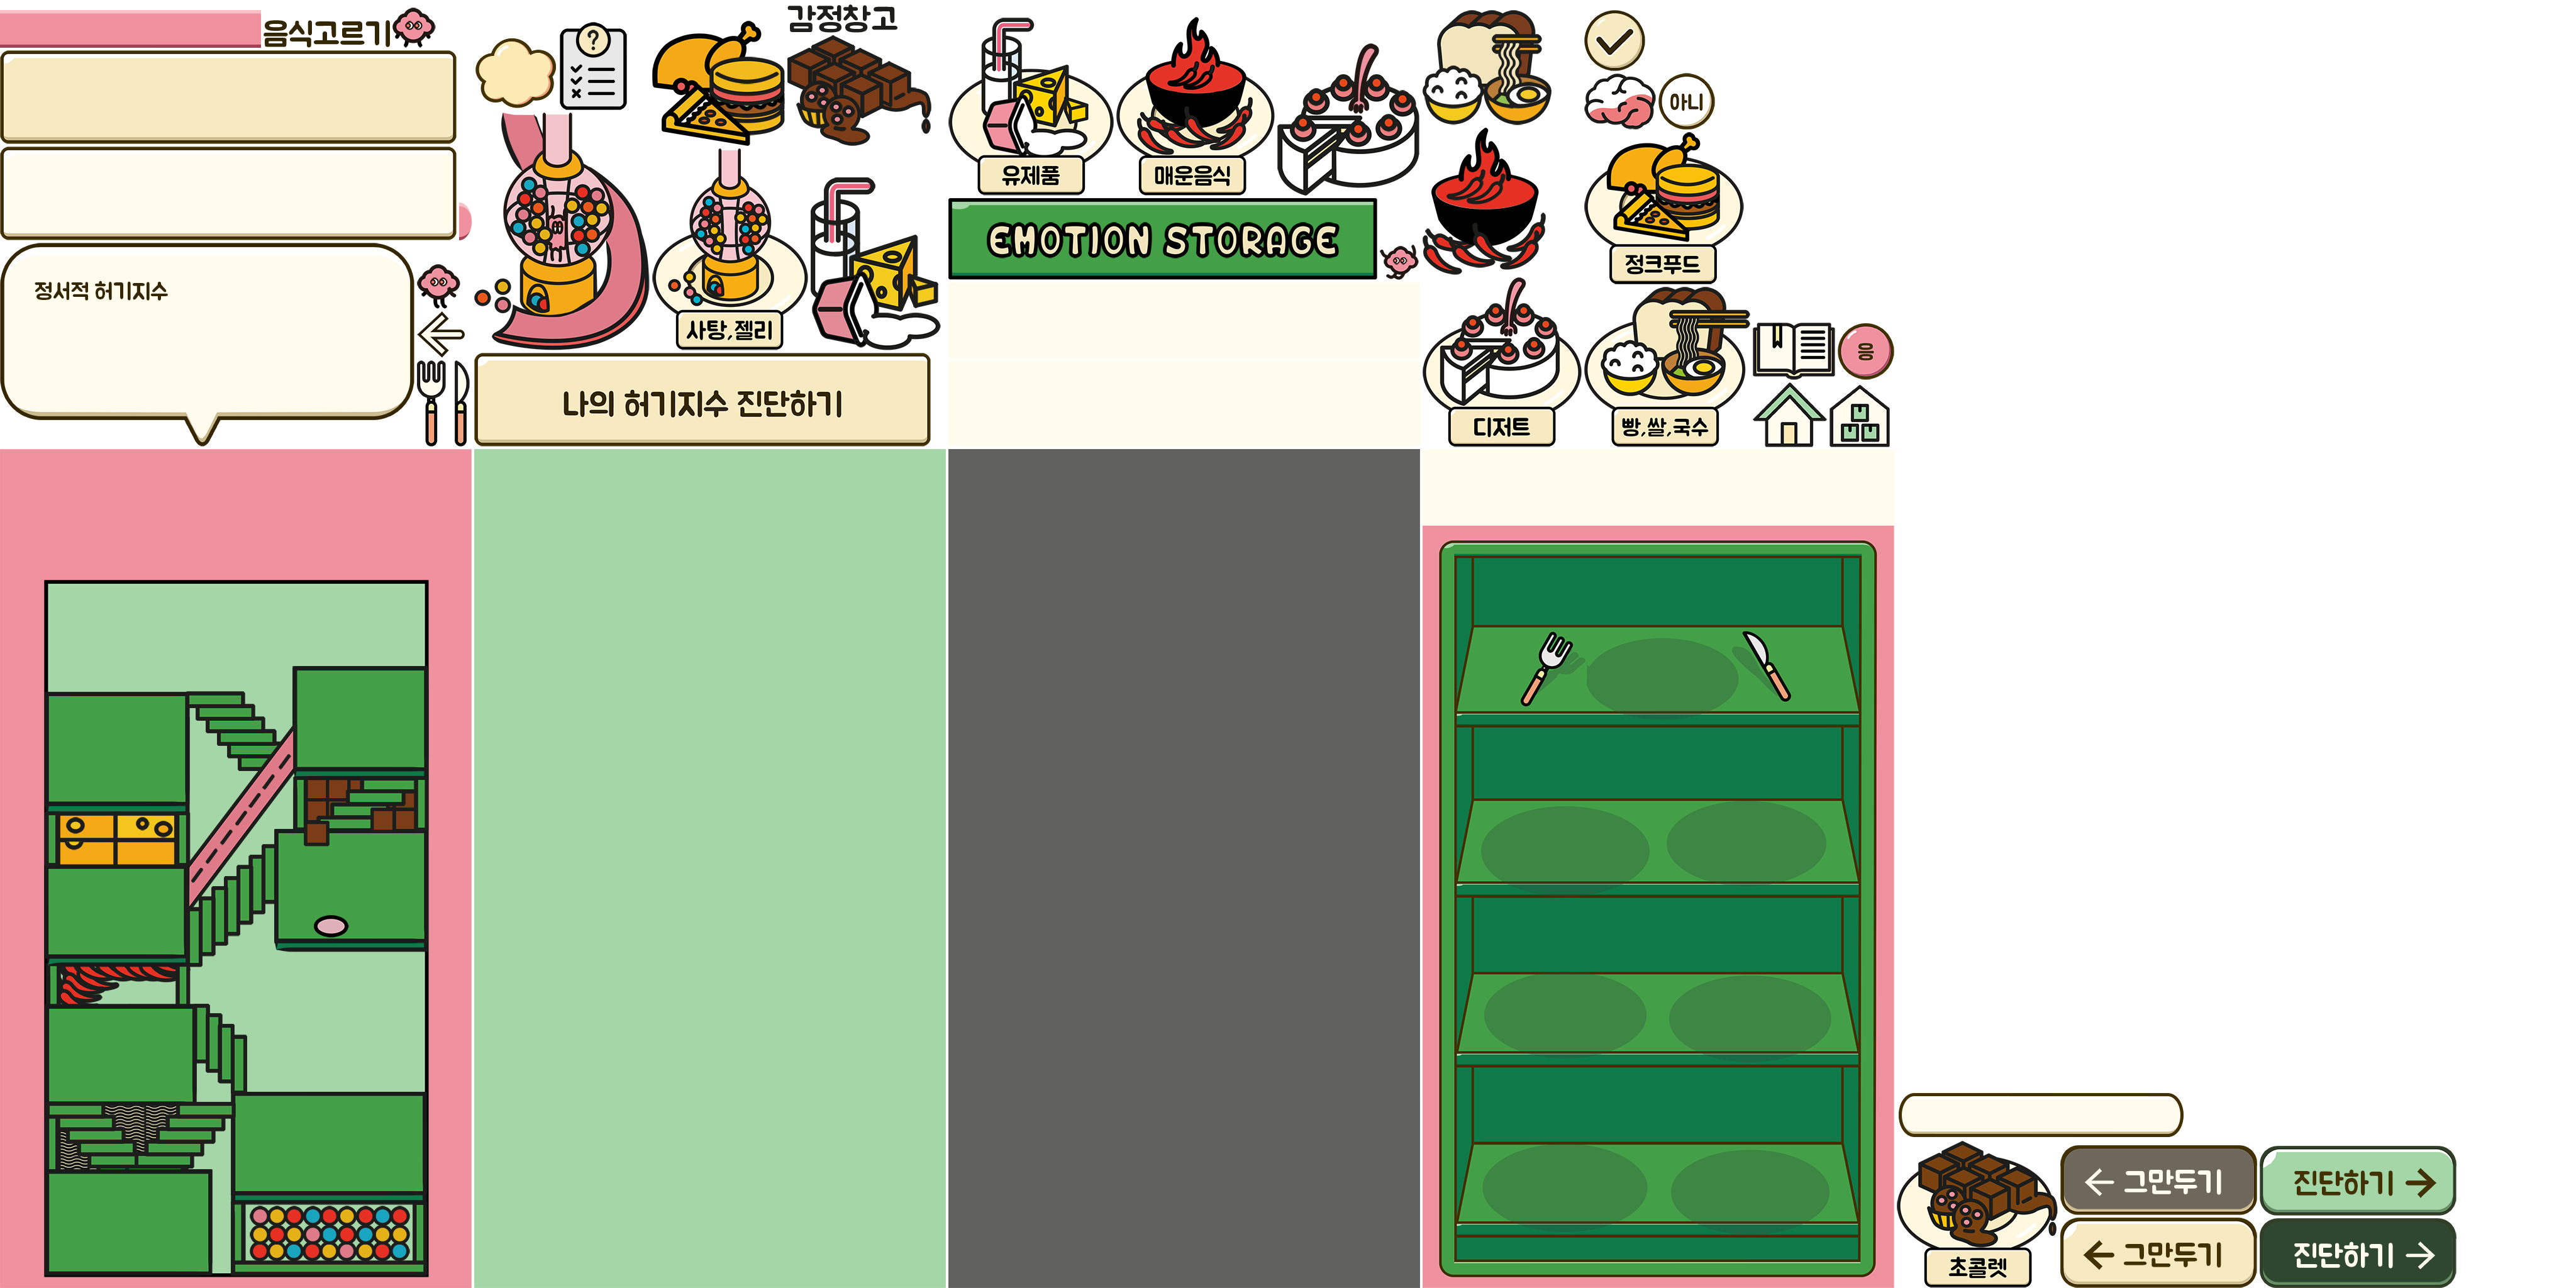 음식고르기
감정창고
?
아니
유제품
매운음식
EMOTION STORAGE
정크푸드
정서적 허기지수
사탕,젤리
응
나의 허기지수 진단하기
디저트
빵,쌀,국수
← 그만두기
진단하기 →
← 그만두기
진단하기 →
초콜렛